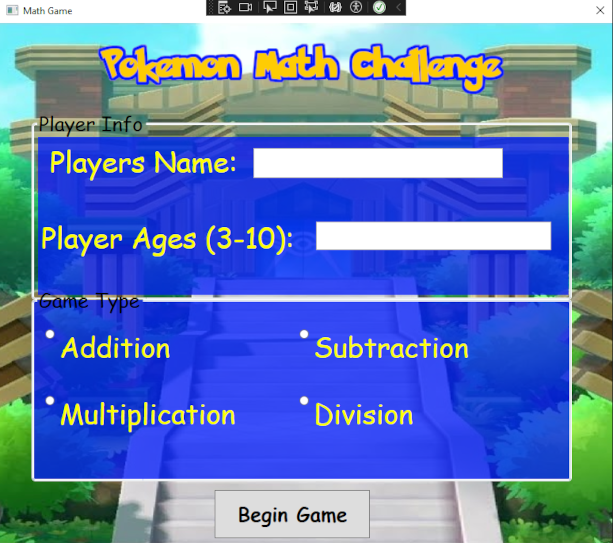 Math Game
Pokemon Math Challenge
Player Info
Players Name:
Player Ages (3-10):
Game Type
Addition
Subtraction
Multiplication
Division
Begin Game